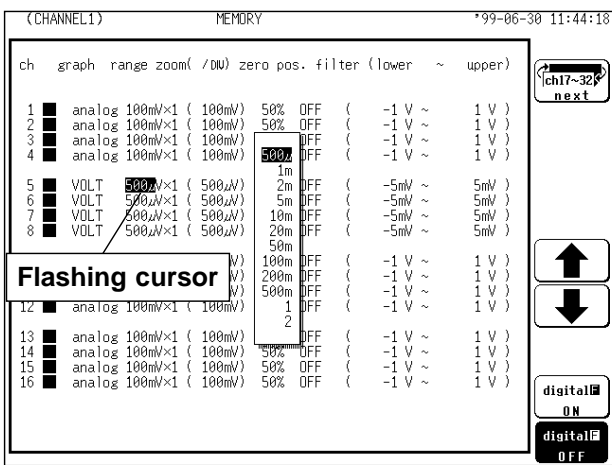 (CHANNEL1) MEMORY '99-06-30 11:44:18
ch graph range zoom( /DIV) zero pos. filter (lower ~ upper)
1 analog 100mV×1 ( 100mV) 50% OFF ( -1 V ~ 1 V )
2 analog 100mV×1 ( 100mV) 50% OFF ( -1 V ~ 1 V )
3 analog 100mV×1 ( 100mV) OFF ( -1 V ~ 1 V )
4 analog 100mV×1 ( 100mV) 500μ OFF ( -1 V ~ 1 V )
1m
5 VOLT 500μV×1 ( 500μV) 2m OFF ( -5mV ~ 5mV )
6 VOLT 500μV×1 ( 500μV) 5m OFF ( -5mV ~ 5mV )
7 VOLT 500μV×1 ( 500μV) 10m OFF ( -5mV ~ 5mV )
8 VOLT 500μV×1 ( 500μV) 20m OFF ( -5mV ~ 5mV )
50m
Flashing cursor
V) 100m OFF ( -1 V ~ 1 V )
V) 200m OFF ( -1 V ~ 1 V )
V) 500m OFF ( -1 V ~ 1 V )
12 analog 100mV×1 ( 100mV) 1 OFF ( -1 V ~ 1 V )
2
13 analog 100mV×1 ( 100mV) OFF ( -1 V ~ 1 V )
14 analog 100mV×1 ( 100mV) 50% OFF ( -1 V ~ 1 V )
15 analog 100mV×1 ( 100mV) 50% OFF ( -1 V ~ 1 V )
16 analog 100mV×1 ( 100mV) 50% OFF ( -1 V ~ 1 V )
ch17~32
next
digital F
ON
digital F
OFF